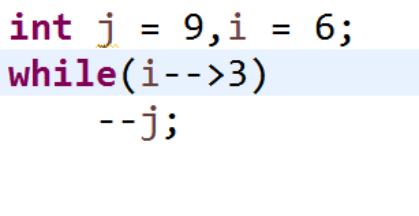 int j = 9,i = 6;
while(i-->3)
    --j;